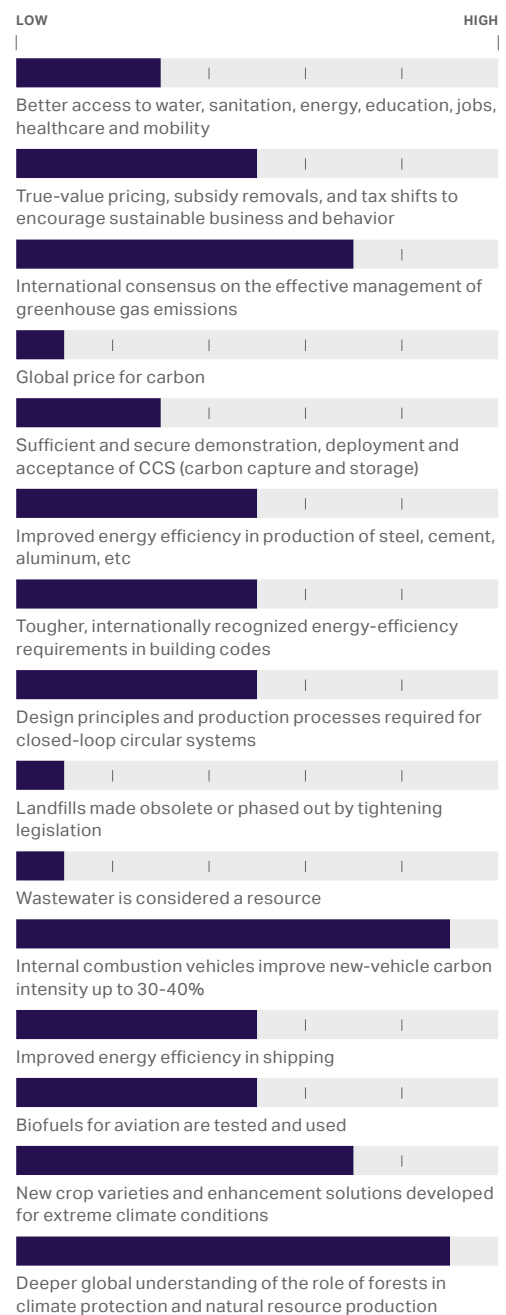 LOW HIGH
Better access to water, sanitation, energy, education, jobs,
healthcare and mobility
True-value pricing, subsidy removals, and tax shifts to
encourage sustainable business and behavior
International consensus on the effective management of
greenhouse gas emissions
Global price for carbon
Sufficient and secure demonstration, deployment and
acceptance of CCS (carbon capture and storage)
Improved energy efficiency in production of steel, cement,
aluminum, etc
Tougher, internationally recognized energy-efficiency
requirements in building codes
Design principles and production processes required for
closed-loop circular systems
Landfills made obsolete or phased out by tightening
legislation
Wastewater is considered a resource
Internal combustion vehicles improve new-vehicle carbon
intensity up to 30-40%
Improved energy efficiency in shipping
Biofuels for aviation are tested and used
New crop varieties and enhancement solutions developed
for extreme climate conditions
Deeper global understanding of the role of forests in
climate protection and natural resource production